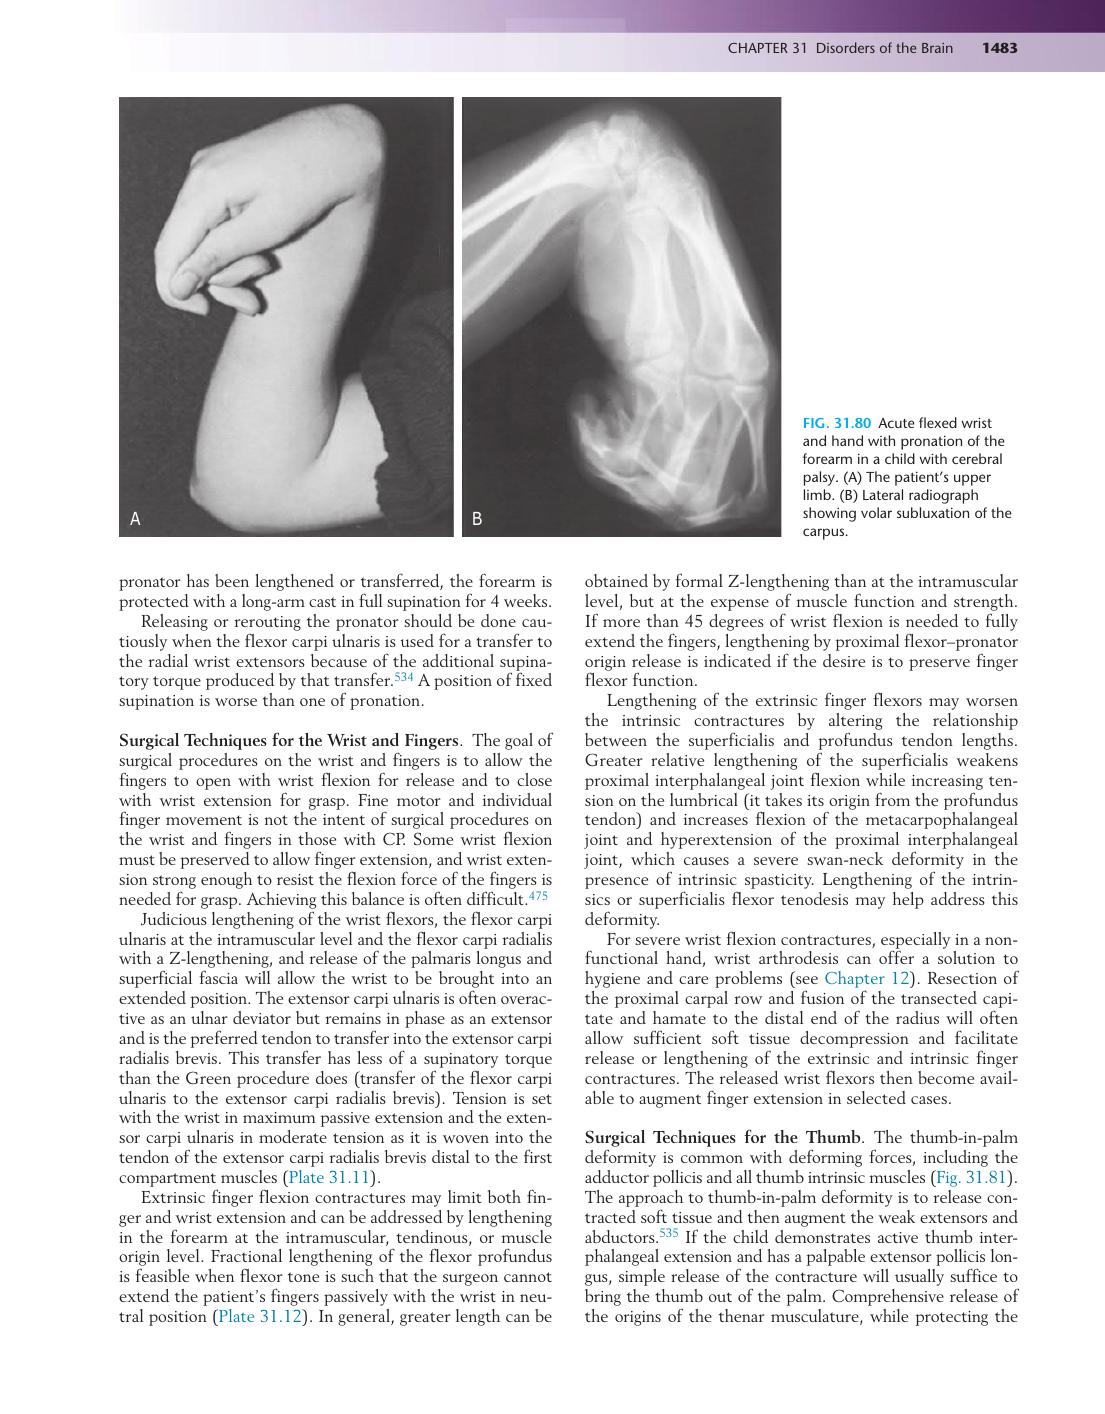 CHAPTER 31 Disorders of the Brain 1483
A
B
FIG. 31.80 Acute flexed wrist
and hand with pronation of the
forearm in a child with cerebral
palsy. (A) The patient's upper
limb. (B) Lateral radiograph
showing volar subluxation of the
carpus.
pronator has been lengthened or transferred, the forearm is
protected with a long-arm cast in full supination for 4 weeks.
Releasing or rerouting the pronator should be done cau-
tiously when the flexor carpi ulnaris is used for a transfer to
the radial wrist extensors because of the additional supina-
tory torque produced by that transfer.534 A position of fixed
supination is worse than one of pronation.
Surgical Techniques for the Wrist and Fingers. The goal of
surgical procedures on the wrist and fingers is to allow the
fingers to open with wrist flexion for release and to close
with wrist extension for grasp. Fine motor and individual
finger movement is not the intent of surgical procedures on
the wrist and fingers in those with CP. Some wrist flexion
must be preserved to allow finger extension, and wrist exten-
sion strong enough to resist the flexion force of the fingers is
needed for grasp. Achieving this balance is often difficult.475
Judicious lengthening of the wrist flexors, the flexor carpi
ulnaris at the intramuscular level and the flexor carpi radialis
with a Z-lengthening, and release of the palmaris longus and
superficial fascia will allow the wrist to be brought into an
extended position. The extensor carpi ulnaris is often overac-
tive as an ulnar deviator but remains in phase as an extensor
and is the preferred tendon to transfer into the extensor carpi
radialis brevis. This transfer has less of a supinatory torque
than the Green procedure does (transfer of the flexor carpi
ulnaris to the extensor carpi radialis brevis). Tension is set
with the wrist in maximum passive extension and the exten-
sor carpi ulnaris in moderate tension as it is woven into the
tendon of the extensor carpi radialis brevis distal to the first
compartment muscles (Plate 31.11).
Extrinsic finger flexion contractures may limit both fin-
ger and wrist extension and can be addressed by lengthening
in the forearm at the intramuscular, tendinous, or muscle
origin level. Fractional lengthening of the flexor profundus
is feasible when flexor tone is such that the surgeon cannot
extend the patient's fingers passively with the wrist in neu-
tral position (Plate 31.12). In general, greater length can be
obtained by formal Z-lengthening than at the intramuscular
level, but at the expense of muscle function and strength.
If more than 45 degrees of wrist flexion is needed to fully
extend the fingers, lengthening by proximal flexor–pronator
origin release is indicated if the desire is to preserve finger
flexor function.
Lengthening of the extrinsic finger flexors may worsen
the intrinsic contractures by altering the relationship
between the superficialis and profundus tendon lengths.
Greater relative lengthening of the superficialis weakens
proximal interphalangeal joint flexion while increasing ten-
sion on the lumbrical (it takes its origin from the profundus
tendon) and increases flexion of the metacarpophalangeal
joint and hyperextension of the proximal interphalangeal
joint, which causes a severe swan-neck deformity in the
presence of intrinsic spasticity. Lengthening of the intrin-
sics or superficialis flexor tenodesis may help address this
deformity.
For severe wrist flexion contractures, especially in a non-
functional hand, wrist arthrodesis can offer a solution to
hygiene and care problems (see Chapter 12). Resection of
the proximal carpal row and fusion of the transected capi-
tate and hamate to the distal end of the radius will often
allow sufficient soft tissue decompression and facilitate
release or lengthening of the extrinsic and intrinsic finger
contractures. The released wrist flexors then become avail-
able to augment finger extension in selected cases.
Surgical Techniques for the Thumb. The thumb-in-palm
deformity is common with deforming forces, including the
adductor pollicis and all thumb intrinsic muscles (Fig. 31.81).
The approach to thumb-in-palm deformity is to release con-
tracted soft tissue and then augment the weak extensors and
abductors.535 If the child demonstrates active thumb inter-
phalangeal extension and has a palpable extensor pollicis lon-
gus, simple release of the contracture will usually suffice to
bring the thumb out of the palm. Comprehensive release of
the origins of the thenar musculature, while protecting the